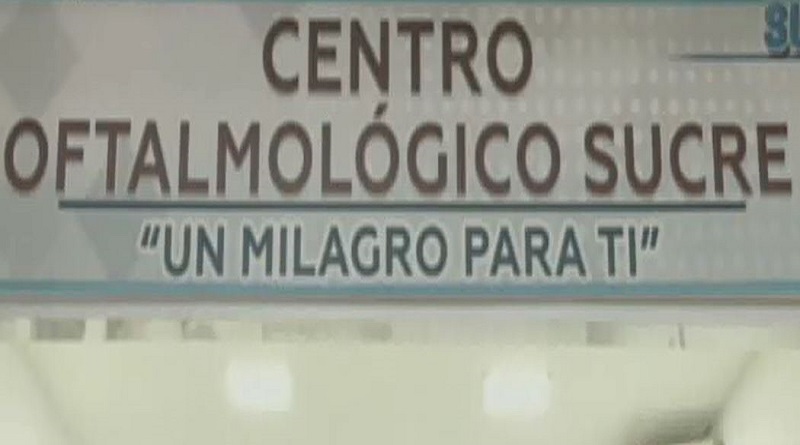 CENTRO
OFTALMOLÓGICO SUCRE
"UN MILAGRO PARA TI"